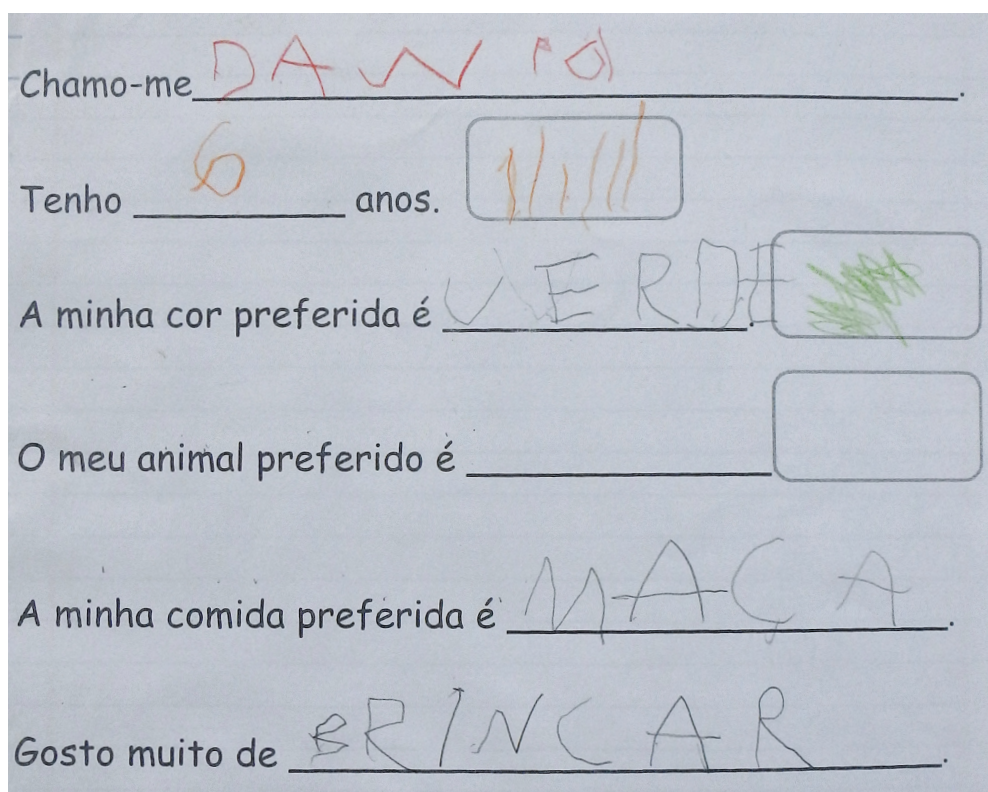 Chamo-me DAN .
Tenho 6 anos.
A minha cor preferida é VERDE .
O meu animal preferido é
A minha comida preferida é MAÇA .
Gosto muito de BRINCAR .